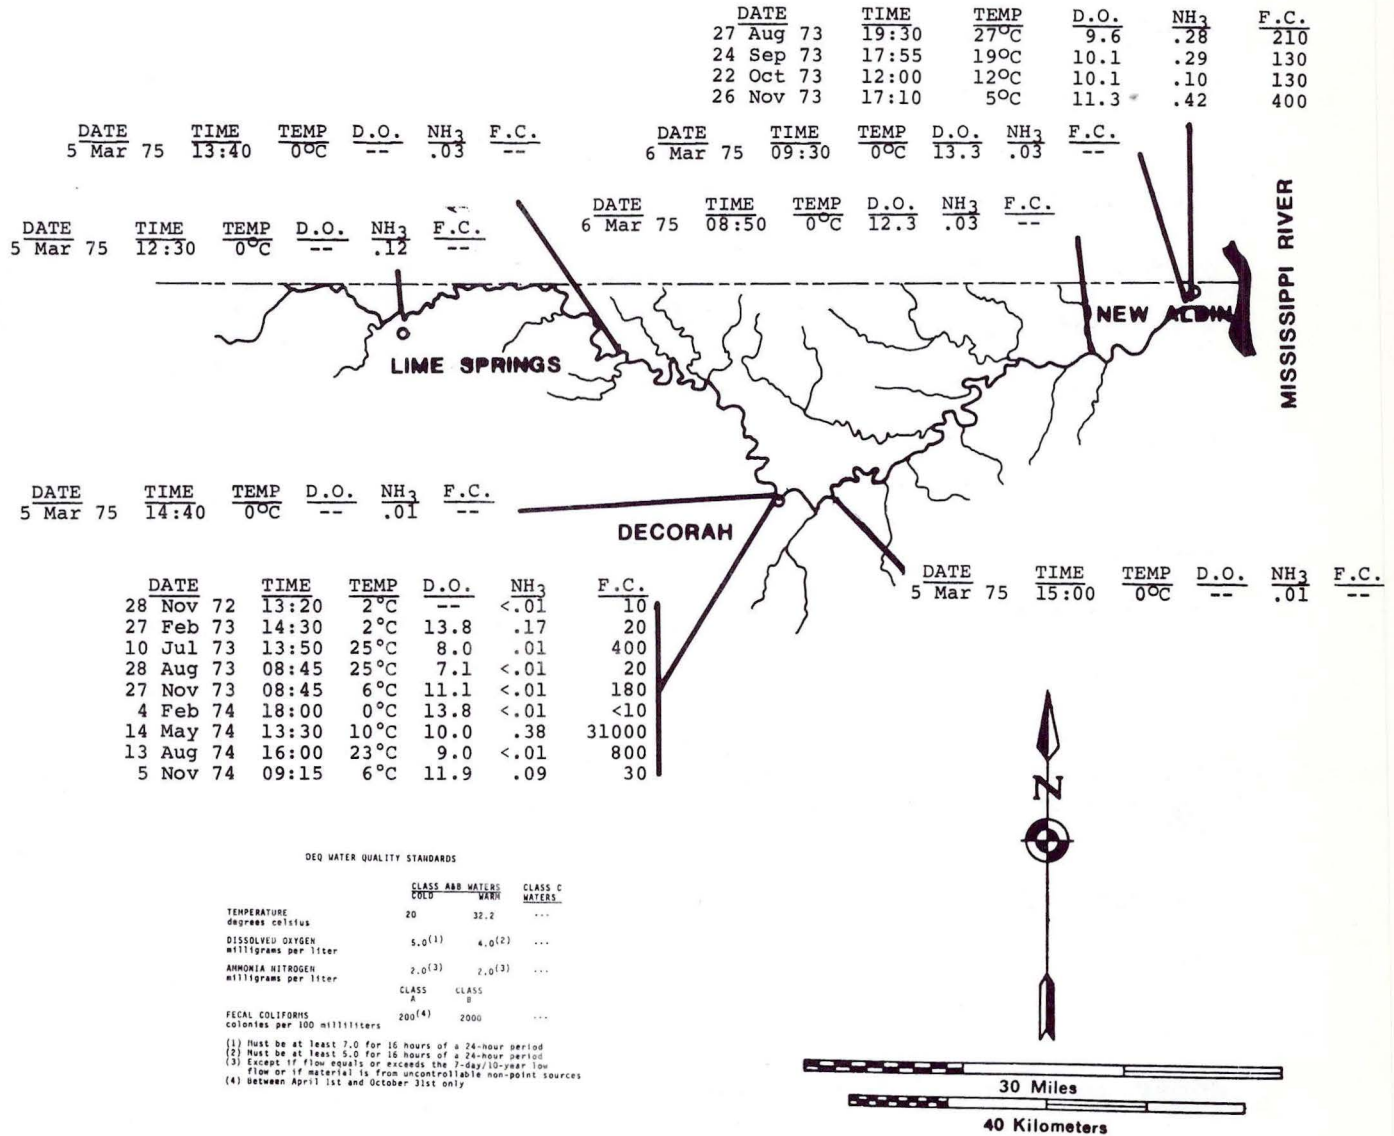 DATE TIME TEMP D.O. NH3 F.C.
27 Aug 73 19:30 27°C 9.6 .28 210
24 Sep 73 17:55 19°C 10.1 .29 130
22 Oct 73 12:00 12°C 10.1 .10 130
26 Nov 73 17:10 5°C 11.3 .42 400
DATE TIME TEMP D.O. NH3 F.C.
5 Mar 75 13:40 0°C -- .03 --
DATE TIME TEMP D.O. NH3 F.C.
6 Mar 75 09:30 0°C 13.3 .03 --
DATE TIME TEMP D.O. NH3 F.C.
6 Mar 75 08:50 0°C 12.3 .03 --
DATE TIME TEMP D.O. NH3 F.C.
5 Mar 75 12:30 0°C -- .12 --
MISSISSIPPI RIVER
NEW ALBIN
LIME SPRINGS
DATE TIME TEMP D.O. NH3 F.C.
5 Mar 75 14:40 0°C -- .01 --
DECORAH
DATE TIME TEMP D.O. NH3 F.C.
5 Mar 75 15:00 0°C -- .01 --
DATE TIME TEMP D.O. NH3 F.C.
28 Nov 72 13:20 2°C -- <.01 10
27 Feb 73 14:30 2°C 13.8 .17 20
10 Jul 73 13:50 25°C 8.0 .01 400
28 Aug 73 08:45 25°C 7.1 <.01 20
27 Nov 73 08:45 6°C 11.1 <.01 180
4 Feb 74 18:00 0°C 13.8 <.01 <10
14 May 74 13:30 10°C 10.0 .38 31000
13 Aug 74 16:00 23°C 9.0 <.01 800
5 Nov 74 09:15 6°C 11.9 .09 30
N
DEQ WATER QUALITY STANDARDS
CLASS A&B WATERS CLASS C
COLD WARM WATERS
TEMPERATURE 20 32.2 ...
degrees celsius
DISSOLVED OXYGEN 5.0(1) 4.0(2) ...
milligrams per liter
AMMONIA NITROGEN 2.0(3) 2.0(3) ...
milligrams per liter
CLASS CLASS
A B
FECAL COLIFORMS 200(4) 2000 ...
colonies per 100 milliliters
(1) Must be at least 7.0 for 16 hours of a 24-hour period
(2) Must be at least 5.0 for 16 hours of a 24-hour period
(3) Except if flow equals or exceeds the 7-day/10-year low
flow or if material is from uncontrollable non-point sources
(4) Between April 1st and October 31st only
30 Miles
40 Kilometers